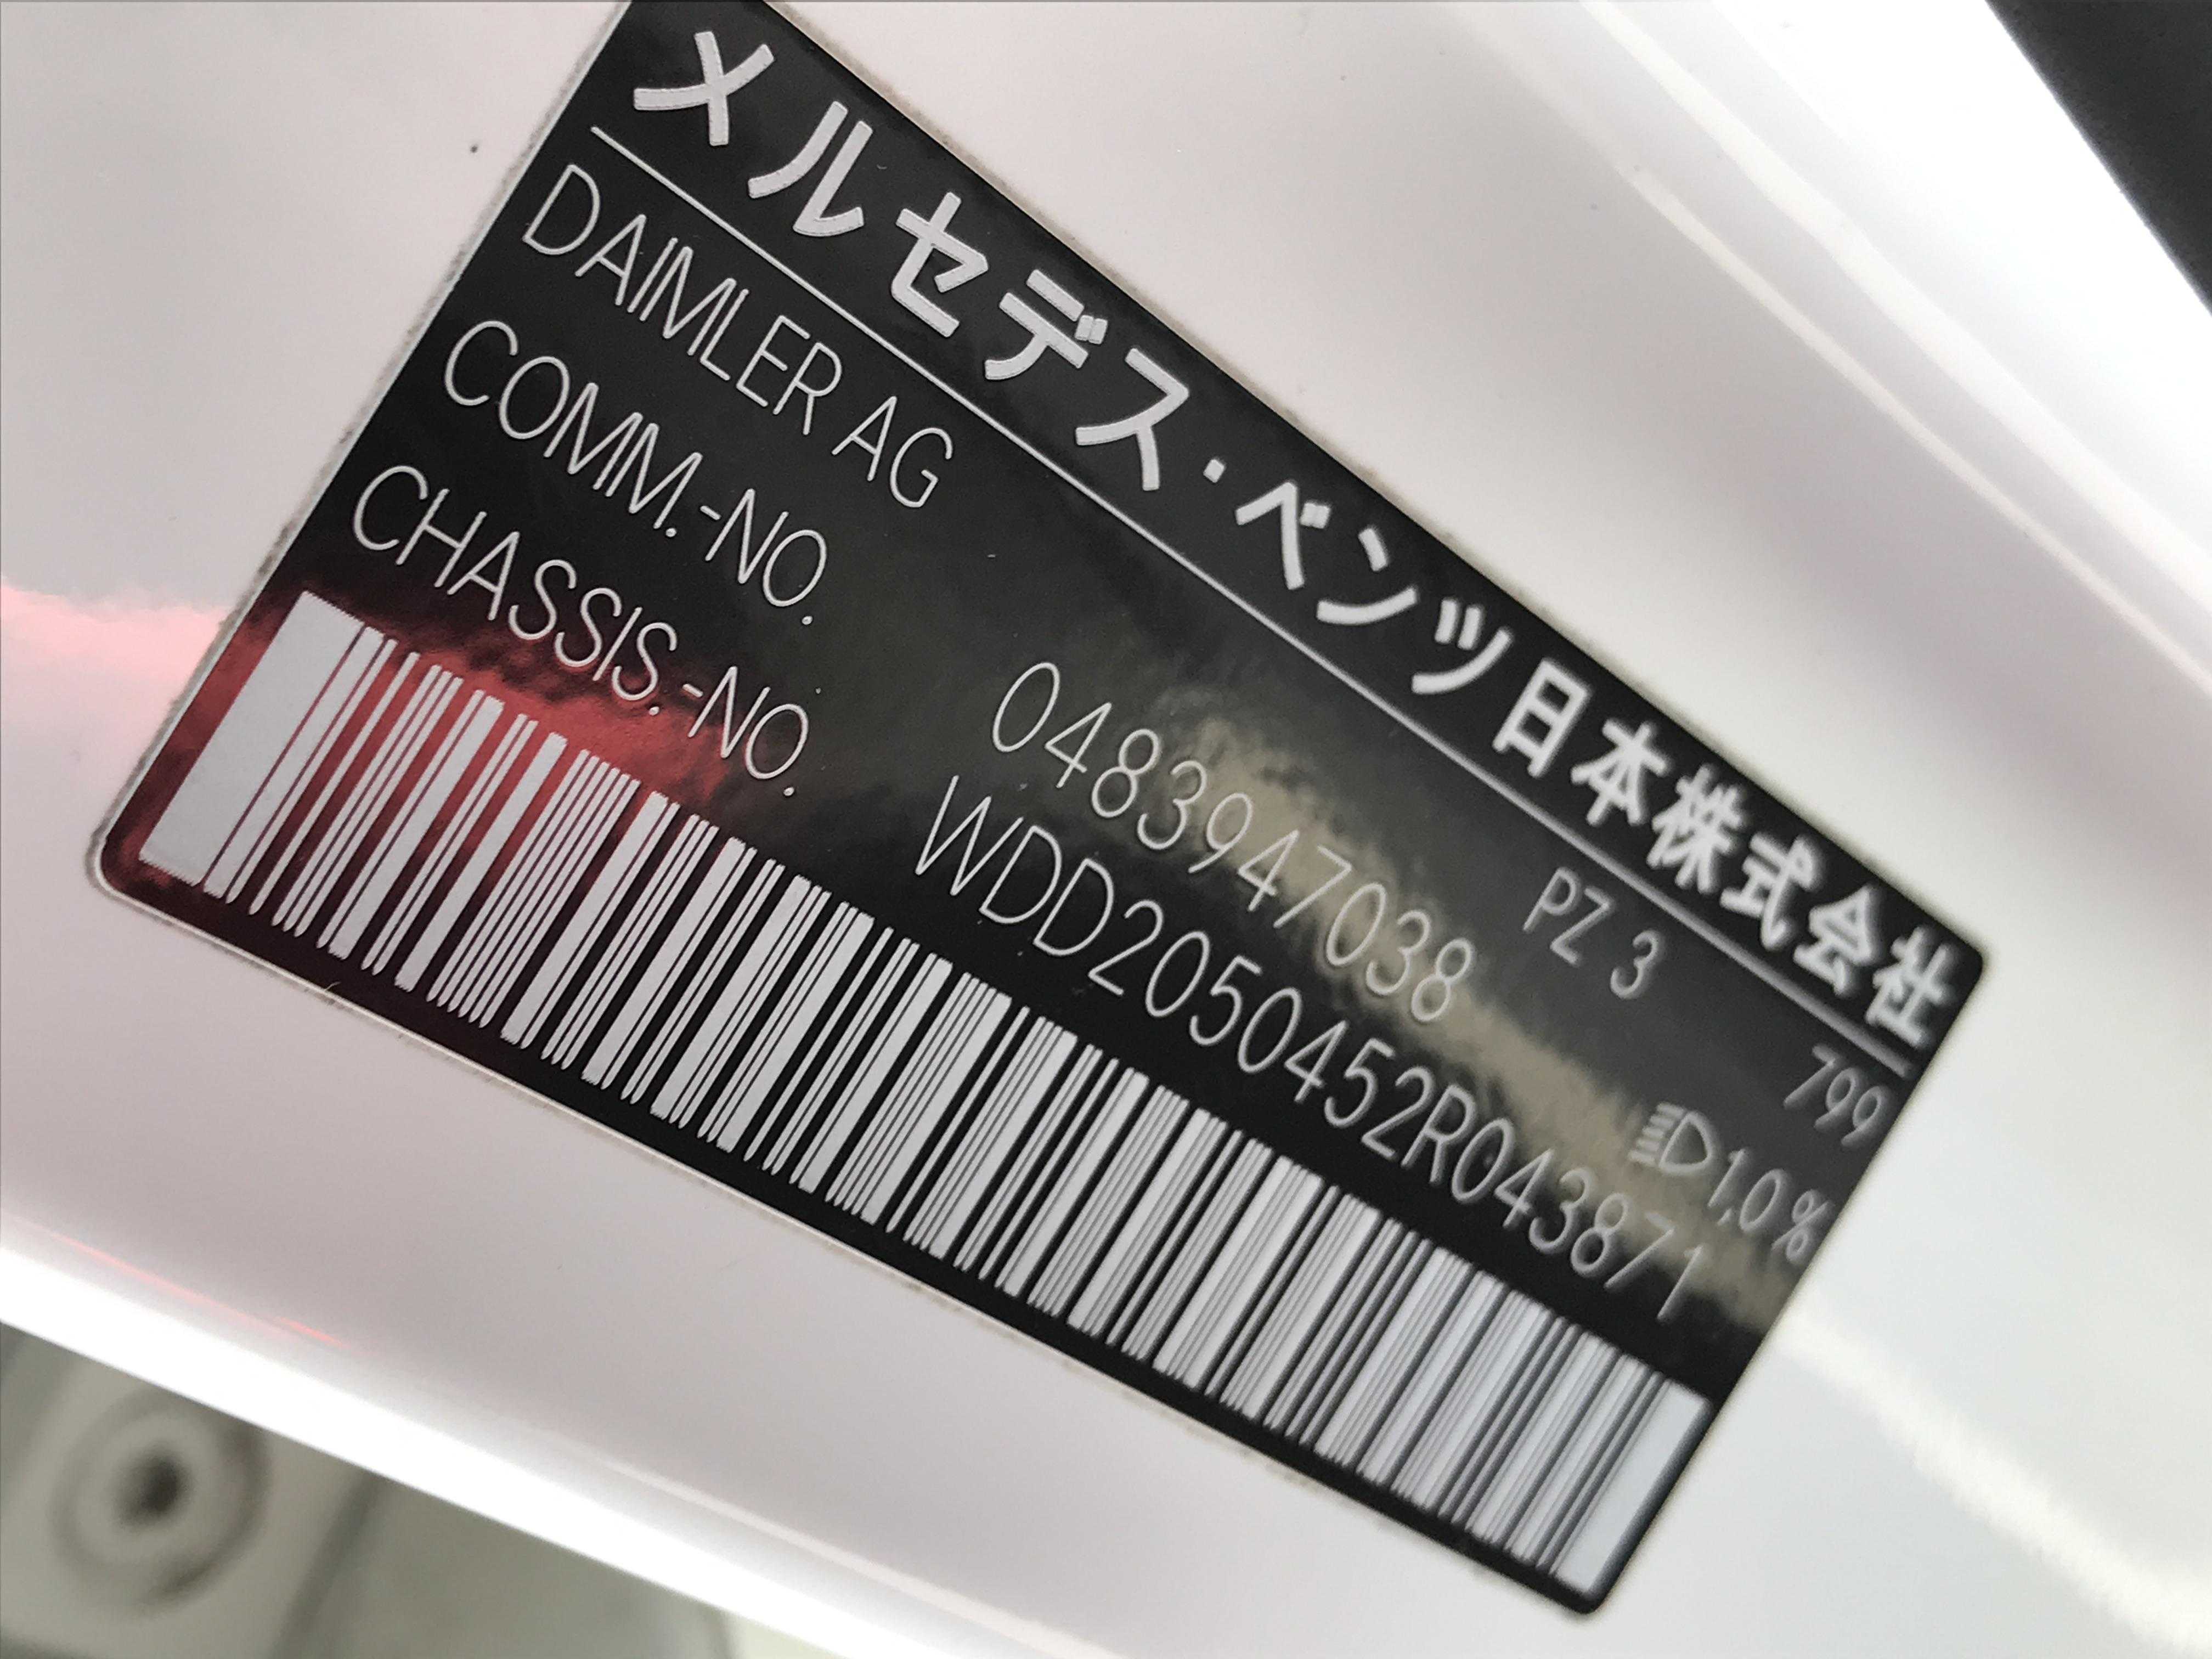 メルセデス・ベンツ日本株式会社
DAIMLER AG PZ 3 799
COMM.-NO. 0483947038 1,0%
CHASSIS.-NO. WDD2050452R043871